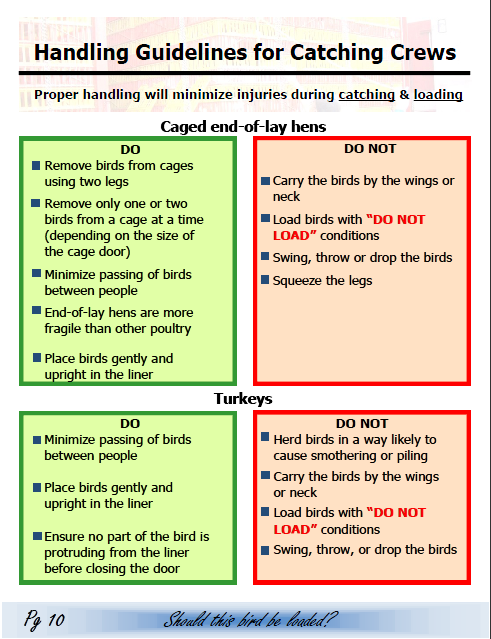 Handling Guidelines for Catching Crews
Proper handling will minimize injuries during catching & loading
Caged end-of-lay hens
DO
Remove birds from cages
using two legs
Remove only one or two
birds from a cage at a time
(depending on the size of
the cage door)
Minimize passing of birds
between people
End-of-lay hens are more
fragile than other poultry
Place birds gently and
upright in the liner
DO NOT
Carry the birds by the wings or
neck
Load birds with “DO NOT
LOAD” conditions
Swing, throw or drop the birds
Squeeze the legs
Turkeys
DO
Minimize passing of birds
between people
Place birds gently and
upright in the liner
Ensure no part of the bird is
protruding from the liner
before closing the door
DO NOT
Herd birds in a way likely to
cause smothering or piling
Carry the birds by the wings
or neck
Load birds with “DO NOT
LOAD” conditions
Swing, throw, or drop the birds
Pg 10
Should this bird be loaded?